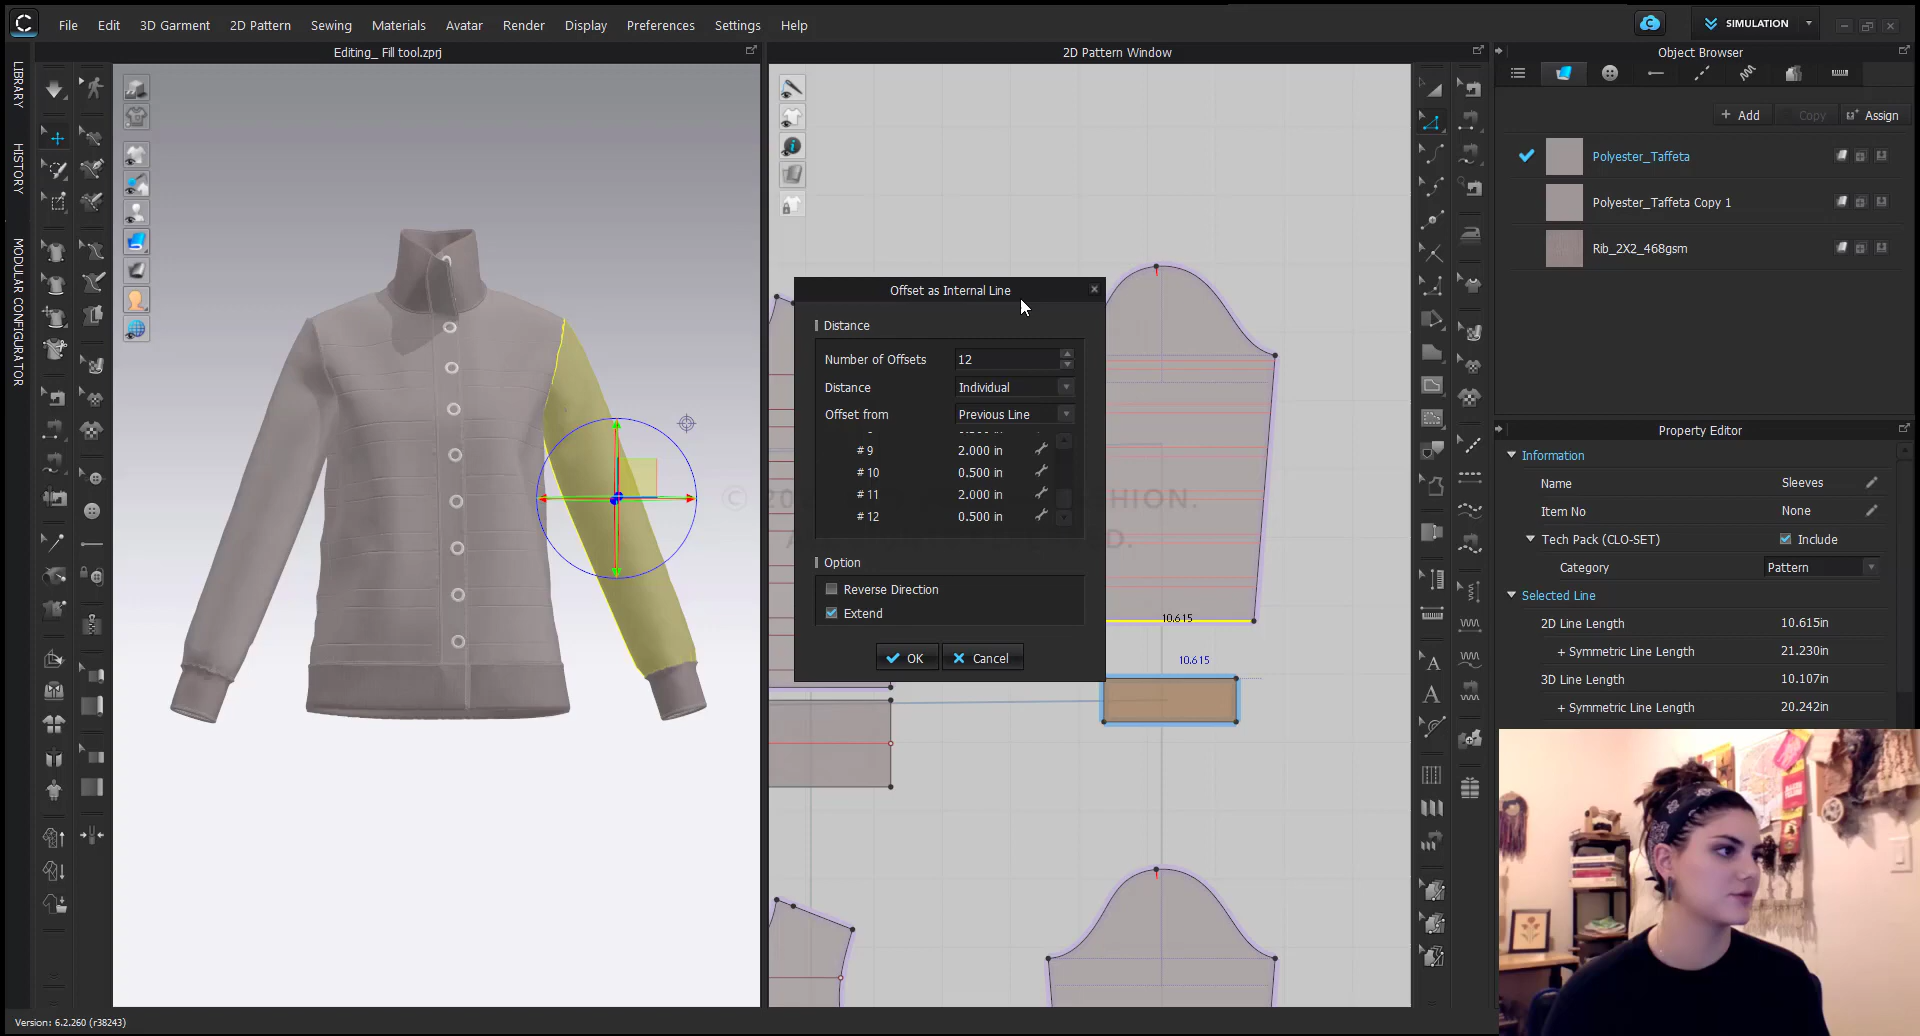 File Edit 3D Garment 2D Pattern Sewing Materials Avatar Render Display Preferences Settings Help
SIMULATION
Editing_ Fill tool.zprj
2D Pattern Window
Object Browser
LIBRARY
HISTORY
MODULAR CONFIGURATOR
+ Add
Copy
Assign
Polyester_Taffeta
Polyester_Taffeta Copy 1
Rib_2X2_468gsm
Offset as Internal Line
Distance
Number of Offsets 12
Distance Individual
Offset from Previous Line
# 9 2.000 in
# 10 0.500 in
# 11 2.000 in
# 12 0.500 in
Option
Reverse Direction
Extend
OK
Cancel
10.615
10.615
Property Editor
Information
Name Sleeves
Item No None
Tech Pack (CLO-SET) Include
Category Pattern
Selected Line
2D Line Length 10.615in
+ Symmetric Line Length 21.230in
3D Line Length 10.107in
+ Symmetric Line Length 20.242in
Version: 6.2.260 (r38243)